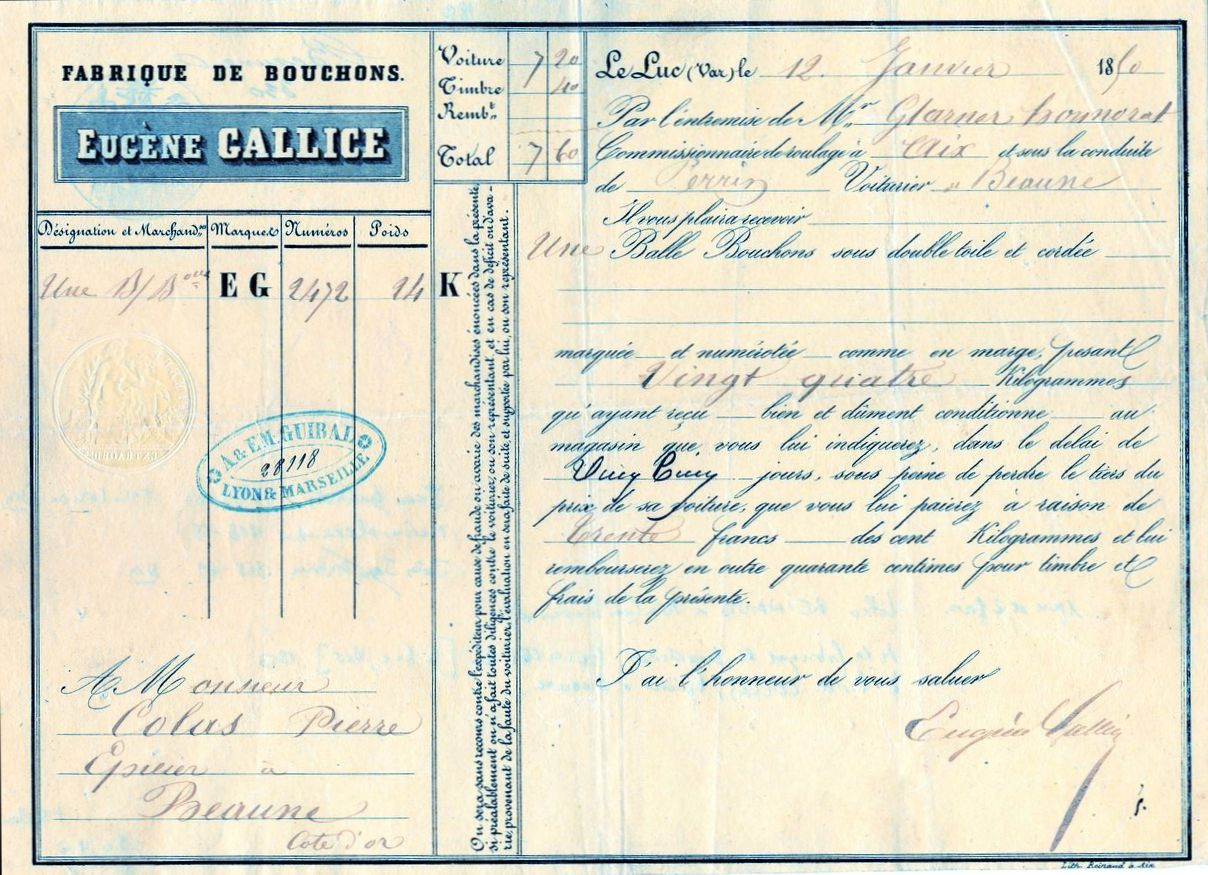 FABRIQUE DE BOUCHONS.
EUGÈNE GALLICE
Voiture 7 20
Timbre 40
Remb.t
Total 7 60
Le Luc (Var) le 12 Janvier 1850
Par l'entremise de Mr Glarner
Commissionnaire de roulage à Aix et sous la conduite
de Perrin Voiturier à Beaune
Il vous plaira recevoir
Une Balle Bouchons sous double toile et cordée
Désignation et Marchand.ses Marques Numéros Poids
Une B/B EG 2472 24 K
marquée et numérotée comme en marge, pesant
Vingt quatre Kilogrammes
qu'ayant reçu bien et dûment conditionné au
magasin que vous lui indiquerez, dans le délai de
Cinq jours, sous peine de perdre le tiers du
prix de sa voiture, que vous lui paierez à raison de
trente francs des cent Kilogrammes et lui
rembourserez en outre quarante centimes pour timbre et
frais de la présente.
J'ai l'honneur de vous saluer
Eugène Gallice
A. & EM. GUIBAL
28118
LYON & MARSEILLE
A Monsieur
Colas Pierre
Epicier à
Beaune
Cote d'or
On sera sans recours contre l'expéditeur pour cause de fraude ou avarie des marchandises énoncées dans la présente,
si préalablement on n'a fait toutes diligences contre le voiturier, ou son représentant, et en cas de déficit ou d'ava-
rie provenant de la faute du voiturier, l'évaluation en sera faite de suite, et supportée par lui, ou son représentant.
Lith. Reinaud à Aix